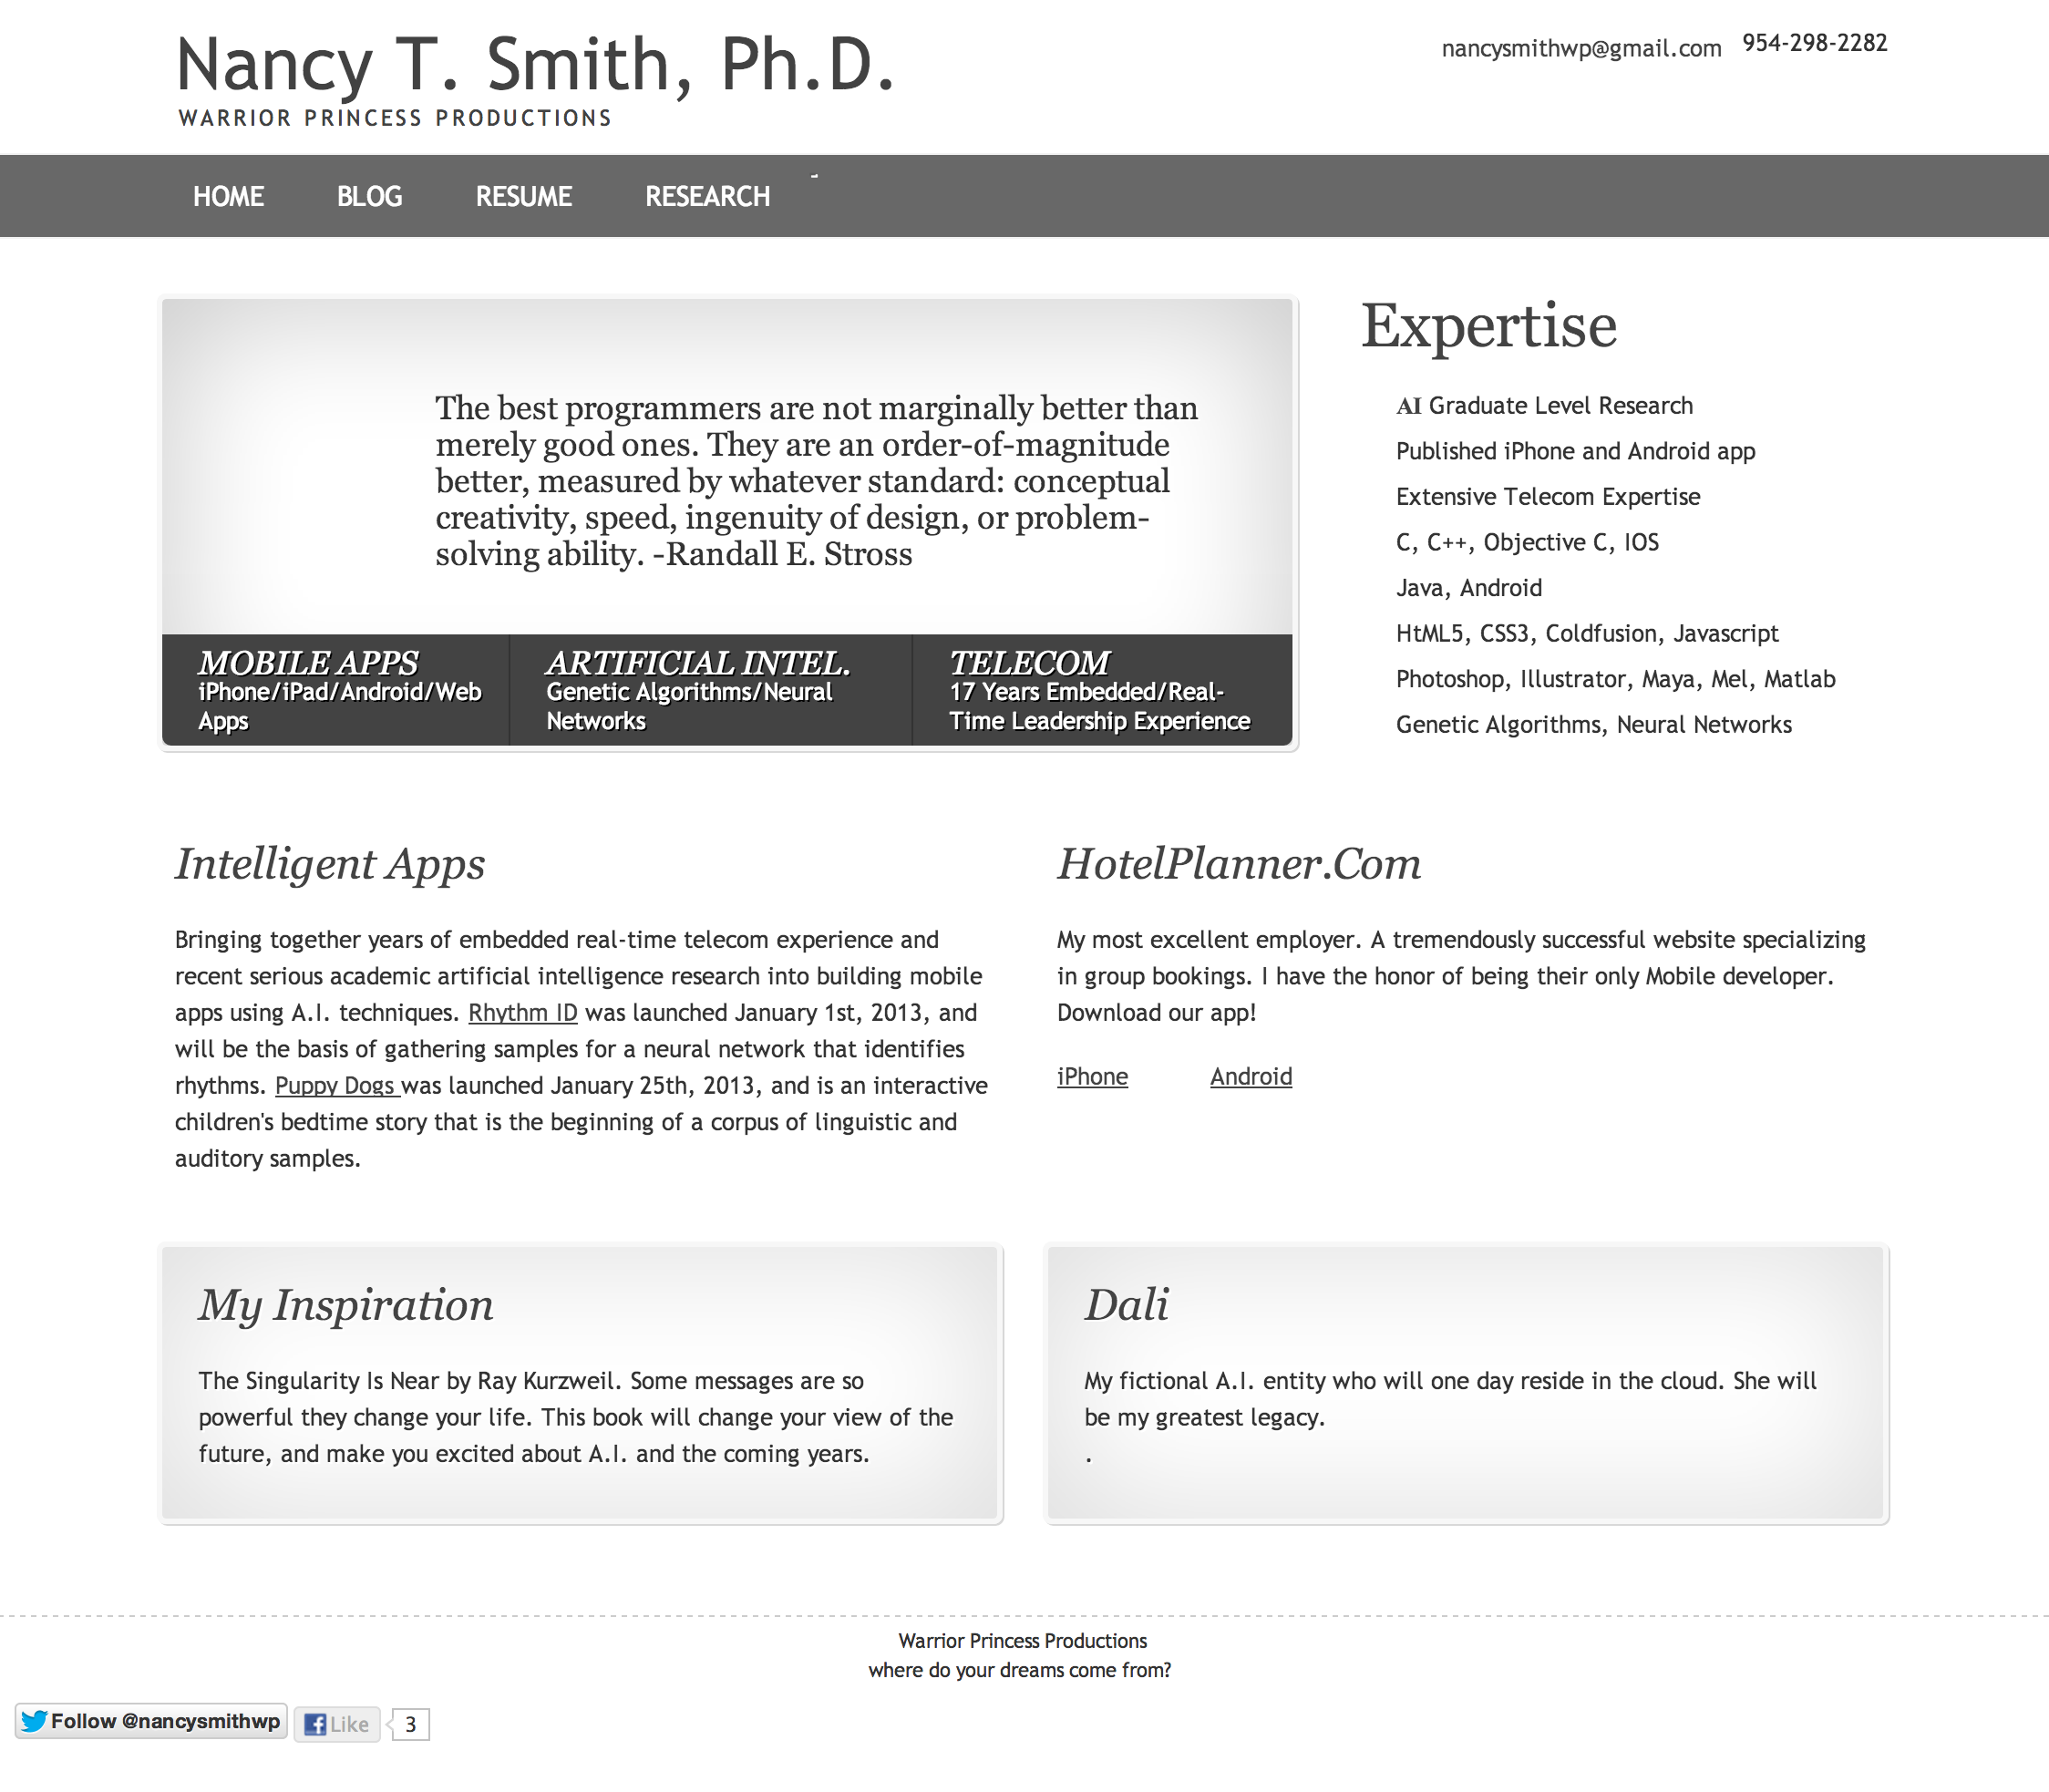 Nancy T. Smith, Ph.D.
WARRIOR PRINCESS PRODUCTIONS
nancysmithwp@gmail.com 954-298-2282
HOME BLOG RESUME RESEARCH
The best programmers are not marginally better than
merely good ones. They are an order-of-magnitude
better, measured by whatever standard: conceptual
creativity, speed, ingenuity of design, or problem-
solving ability. -Randall E. Stross
MOBILE APPS
iPhone/iPad/Android/Web
Apps
ARTIFICIAL INTEL.
Genetic Algorithms/Neural
Networks
TELECOM
17 Years Embedded/Real-
Time Leadership Experience
Expertise
AI Graduate Level Research
Published iPhone and Android app
Extensive Telecom Expertise
C, C++, Objective C, IOS
Java, Android
HtML5, CSS3, Coldfusion, Javascript
Photoshop, Illustrator, Maya, Mel, Matlab
Genetic Algorithms, Neural Networks
Intelligent Apps
Bringing together years of embedded real-time telecom experience and
recent serious academic artificial intelligence research into building mobile
apps using A.I. techniques. Rhythm ID was launched January 1st, 2013, and
will be the basis of gathering samples for a neural network that identifies
rhythms. Puppy Dogs was launched January 25th, 2013, and is an interactive
children's bedtime story that is the beginning of a corpus of linguistic and
auditory samples.
HotelPlanner.Com
My most excellent employer. A tremendously successful website specializing
in group bookings. I have the honor of being their only Mobile developer.
Download our app!
iPhone Android
My Inspiration
The Singularity Is Near by Ray Kurzweil. Some messages are so
powerful they change your life. This book will change your view of the
future, and make you excited about A.I. and the coming years.
Dali
My fictional A.I. entity who will one day reside in the cloud. She will
be my greatest legacy.
.
Warrior Princess Productions
where do your dreams come from?
Follow @nancysmithwp Like 3